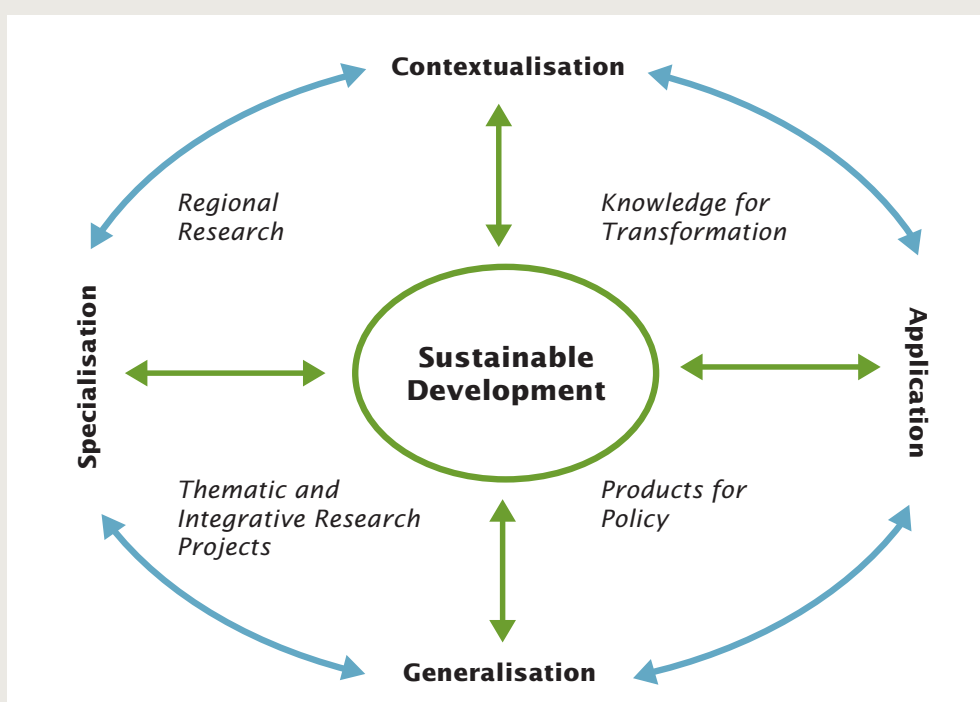 Contextualisation
Regional
Research
Knowledge for
Transformation
Specialisation
Sustainable
Development
Application
Thematic and
Integrative Research
Projects
Products for
Policy
Generalisation